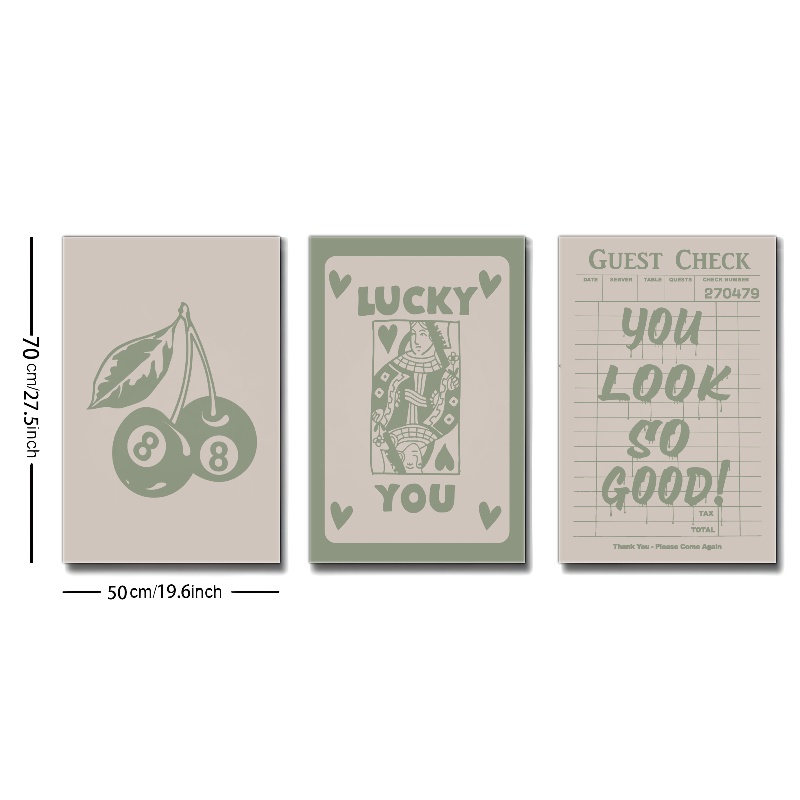 70cm/27.5inch
50cm/19.6inch
8
8
LUCKY
YOU
GUEST CHECK
DATE SERVER TABLE GUESTS CHECK NUMBER
270479
YOU
LOOK
SO
GOOD!
TAX
TOTAL
Thank You - Please Come Again